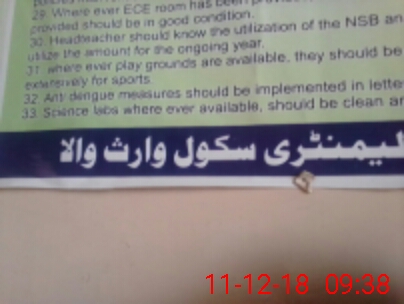 29. Where ever ECE room has been
provided should be in good condition.
30. Headteacher should know the utilization of the NSB an
utilize the amount for the ongoing year.
31. where ever play grounds are available, they should be
extensively for sports.
32. Anti dengue measures should be implemented in lette
33. Science labs where ever available, should be clean an
لیمنٹری سکول وارث والا
11-12-18 09:38